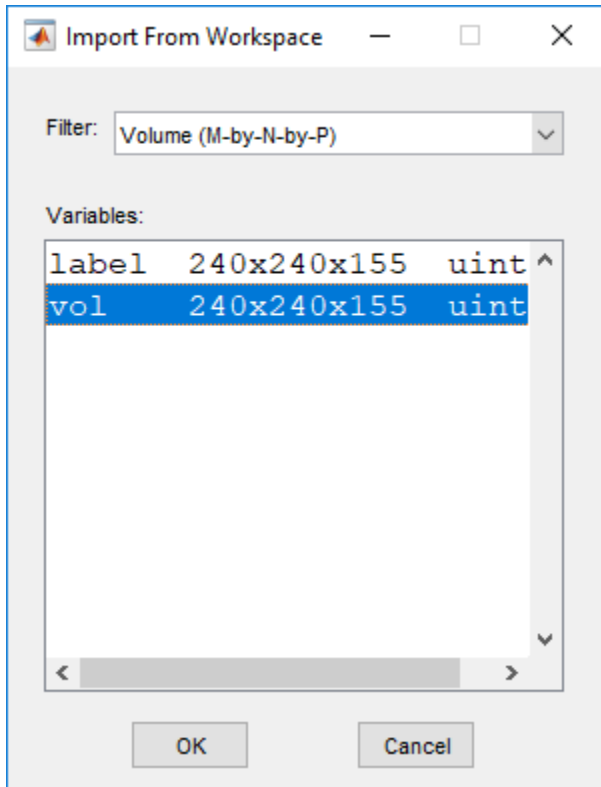 Import From Workspace
Filter: Volume (M-by-N-by-P)
Variables:
label 240x240x155 uint
vol 240x240x155 uint
OK Cancel